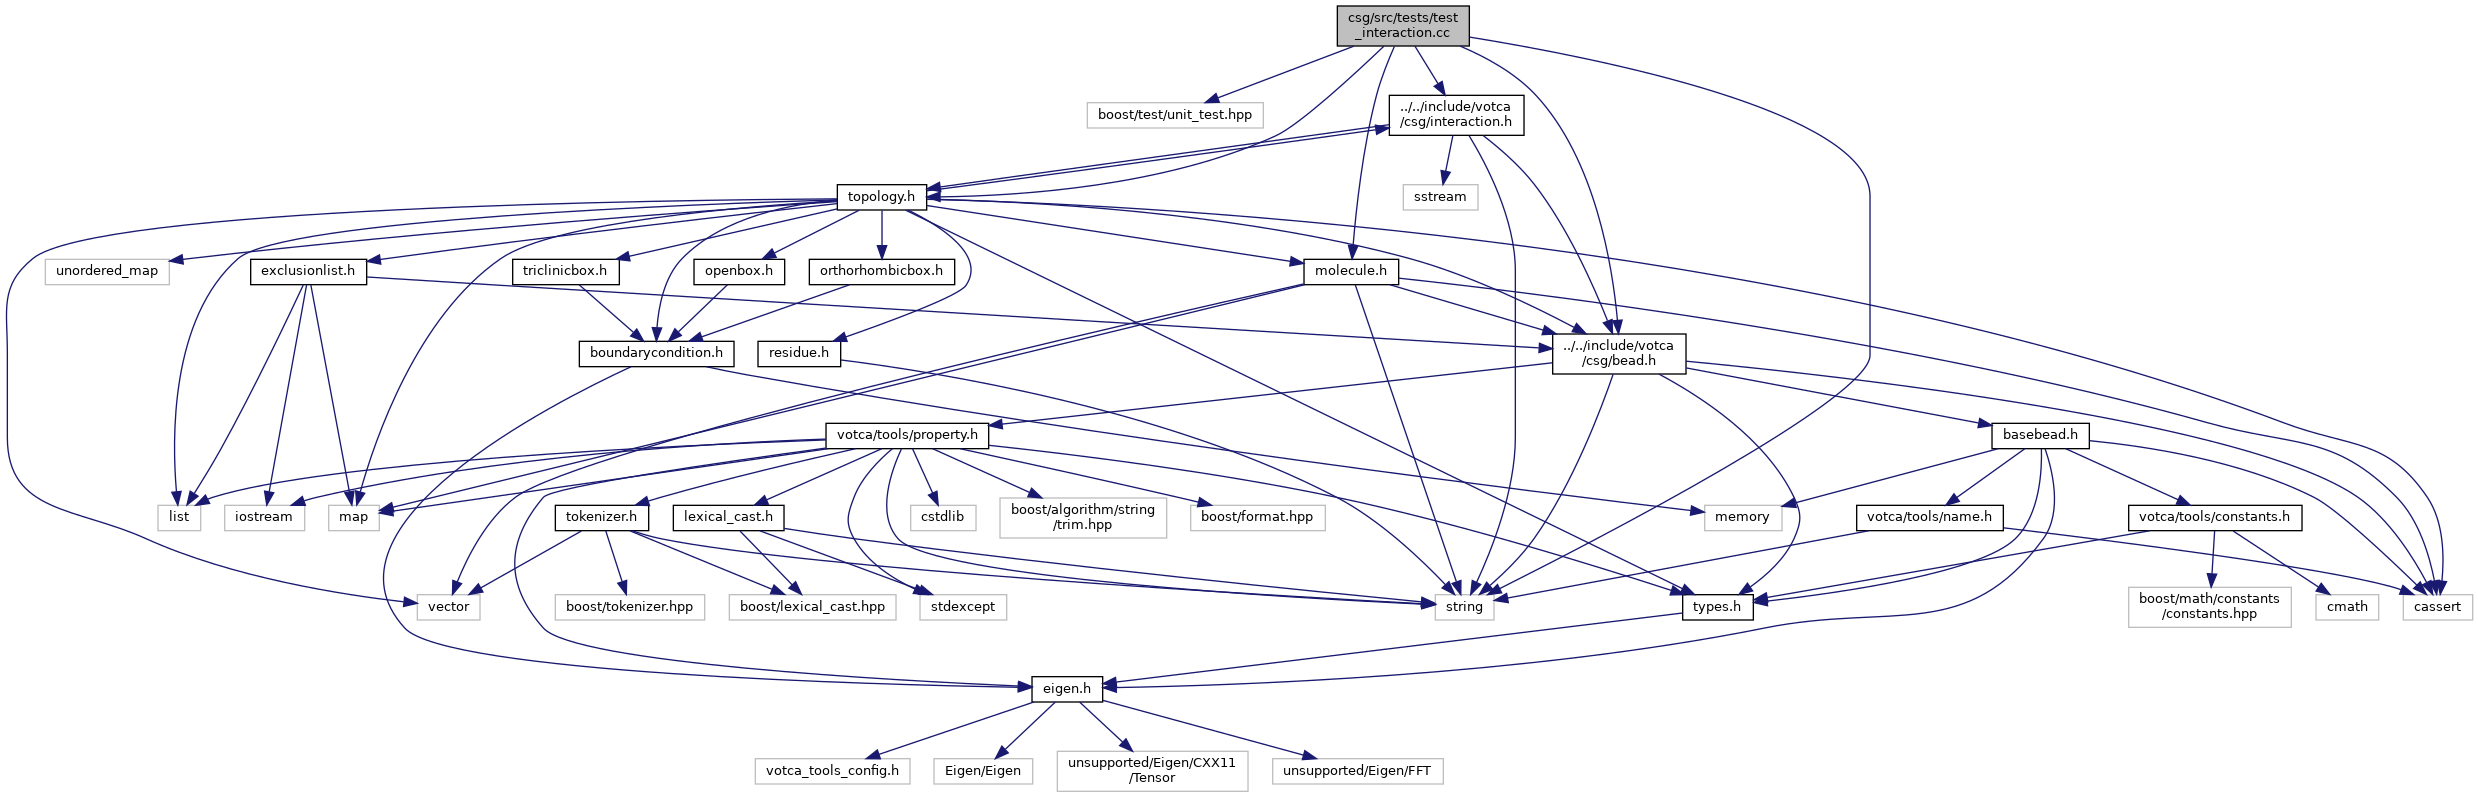 csg/src/tests/test
_interaction.cc
boost/test/unit_test.hpp
../../include/votca
/csg/interaction.h
topology.h
sstream
unordered_map
exclusionlist.h
triclinicbox.h
openbox.h
orthorhombicbox.h
molecule.h
boundarycondition.h
residue.h
../../include/votca
/csg/bead.h
votca/tools/property.h
basebead.h
list
iostream
map
tokenizer.h
lexical_cast.h
cstdlib
boost/algorithm/string
/trim.hpp
boost/format.hpp
memory
votca/tools/name.h
votca/tools/constants.h
vector
boost/tokenizer.hpp
boost/lexical_cast.hpp
stdexcept
string
types.h
boost/math/constants
/constants.hpp
cmath
cassert
eigen.h
votca_tools_config.h
Eigen/Eigen
unsupported/Eigen/CXX11
/Tensor
unsupported/Eigen/FFT